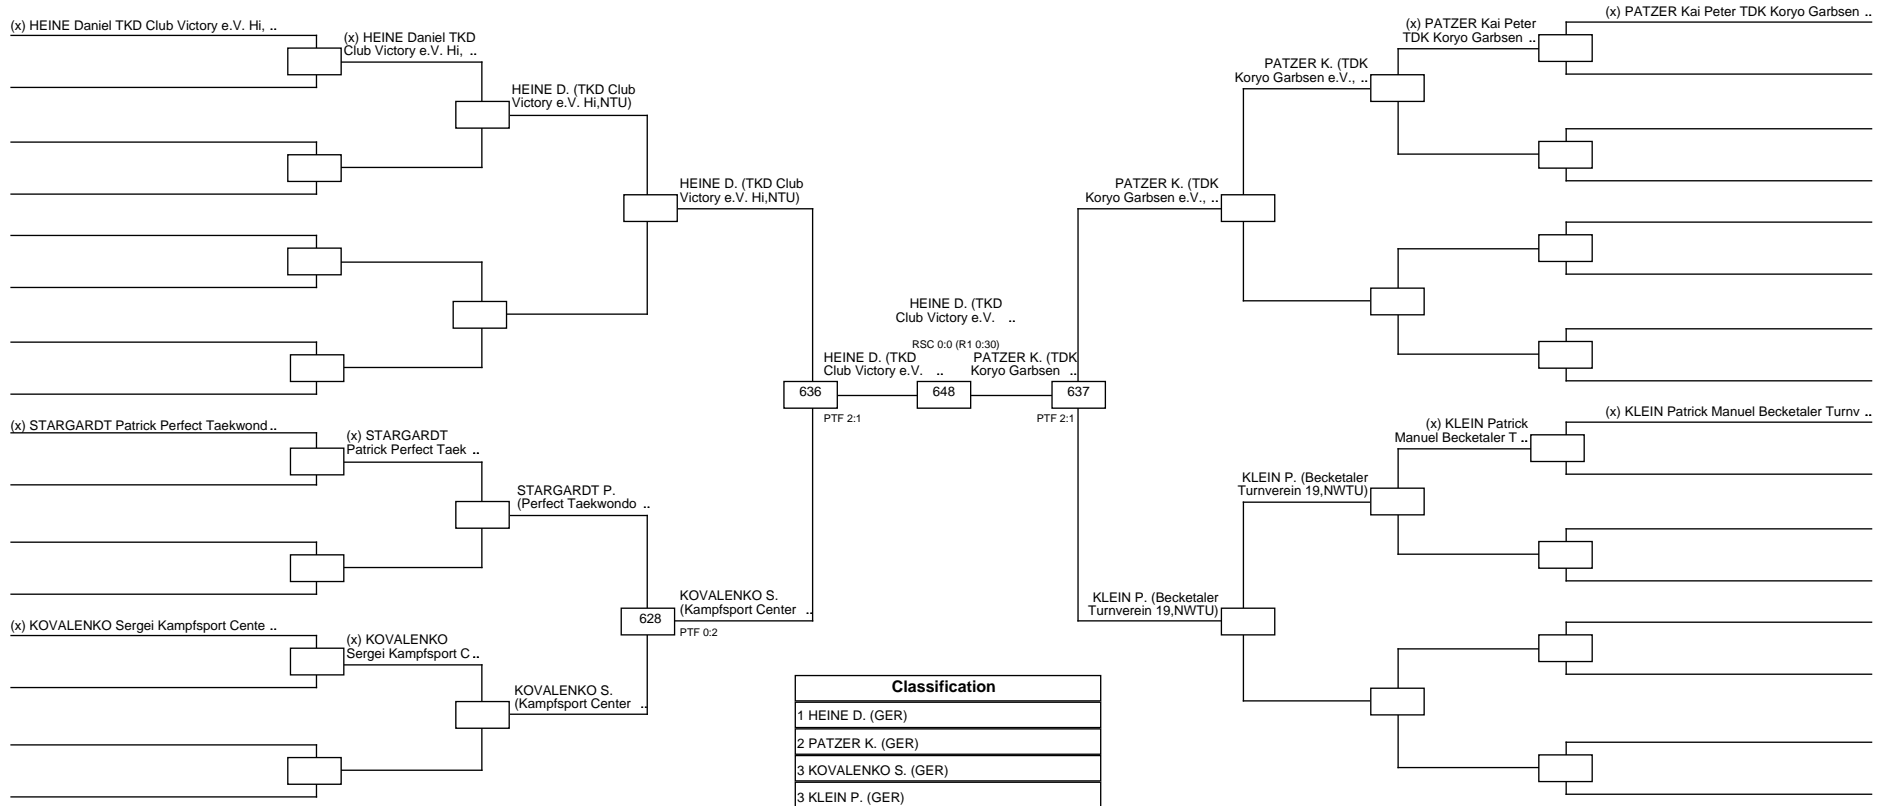 (x) HEINE Daniel TKD Club Victory e.V. Hi, ..
(x) HEINE Daniel TKD
Club Victory e.V. Hi, ..
HEINE D. (TKD Club
Victory e.V. Hi,NTU)
HEINE D. (TKD Club
Victory e.V. Hi,NTU)
(x) STARGARDT Patrick Perfect Taekwond ..
(x) STARGARDT
Patrick Perfect Taek ..
STARGARDT P.
(Perfect Taekwondo ..
628
PTF 0:2
KOVALENKO S.
(Kampfsport Center ..
(x) KOVALENKO Sergei Kampfsport Cente ..
(x) KOVALENKO
Sergei Kampfsport C ..
KOVALENKO S.
(Kampfsport Center ..
HEINE D. (TKD
Club Victory e.V. ..
RSC 0:0 (R1 0:30)
HEINE D. (TKD
Club Victory e.V. ..
PATZER K. (TDK
Koryo Garbsen ..
636
648
637
PTF 2:1
PTF 2:1
(x) PATZER Kai Peter TDK Koryo Garbsen ..
(x) PATZER Kai Peter
TDK Koryo Garbsen ..
PATZER K. (TDK
Koryo Garbsen e.V., ..
PATZER K. (TDK
Koryo Garbsen e.V., ..
(x) KLEIN Patrick Manuel Becketaler Turnv ..
(x) KLEIN Patrick
Manuel Becketaler T ..
KLEIN P. (Becketaler
Turnverein 19,NWTU)
KLEIN P. (Becketaler
Turnverein 19,NWTU)
Classification
1 HEINE D. (GER)
2 PATZER K. (GER)
3 KOVALENKO S. (GER)
3 KLEIN P. (GER)